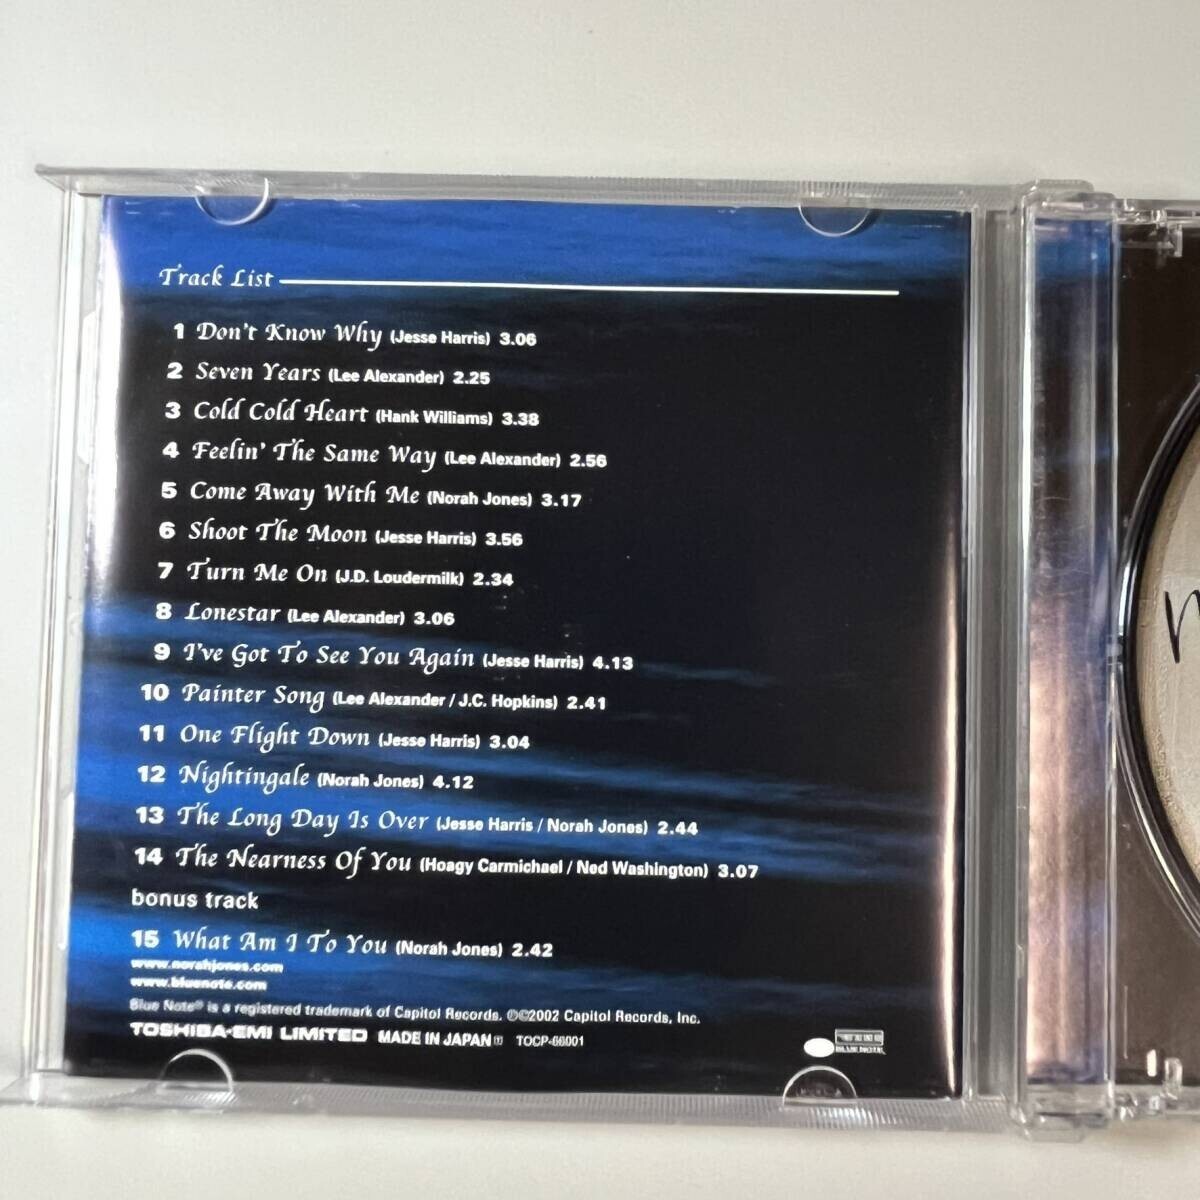 Track List
1 Don't Know Why (Jesse Harris) 3.06
2 Seven Years (Lee Alexander) 2.25
3 Cold Cold Heart (Hank Williams) 3.38
4 Feelin' The Same Way (Lee Alexander) 2.56
5 Come Away With Me (Norah Jones) 3.17
6 Shoot The Moon (Jesse Harris) 3.56
7 Turn Me On (J.D. Loudermilk) 2.34
8 Lonestar (Lee Alexander) 3.06
9 I've Got To See You Again (Jesse Harris) 4.13
10 Painter Song (Lee Alexander / J.C. Hopkins) 2.41
11 One Flight Down (Jesse Harris) 3.04
12 Nightingale (Norah Jones) 4.12
13 The Long Day Is Over (Jesse Harris / Norah Jones) 2.44
14 The Nearness Of You (Hoagy Carmichael / Ned Washington) 3.07
bonus track
15 What Am I To You (Norah Jones) 2.42
www.norahjones.com
www.bluenote.com
Blue Note® is a registered trademark of Capitol Records. ℗©2002 Capitol Records, Inc.
TOSHIBA-EMI LIMITED MADE IN JAPAN TOCP-66001